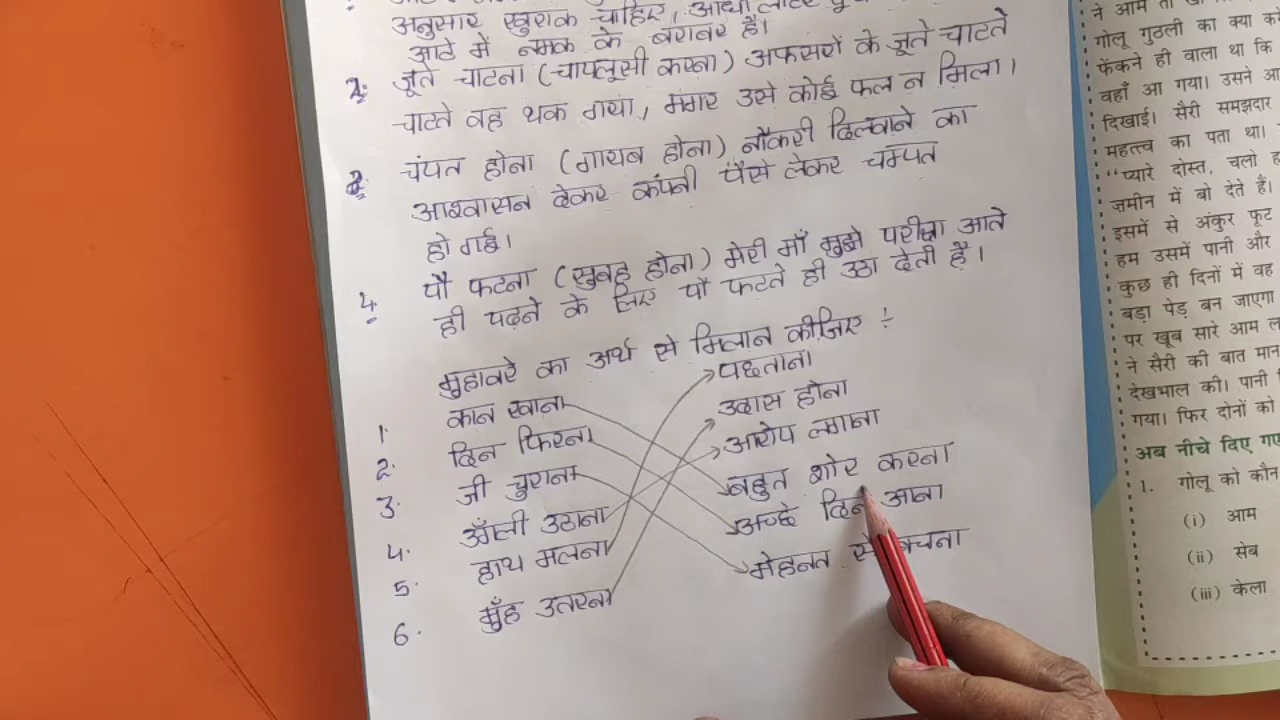 अनुसार खुराक चाहिए, आधा लीटर
आटे में नमक के बराबर है।
2. जूते चाटना (चापलूसी करना) अफसरों के जूते चाटते
चाटते वह थक गया, मगर उसे कोई फल न मिला।
3. चंपत होना (गायब होना) नौकरी दिलवाने का
आश्वासन देकर कंपनी पैसे लेकर चम्पत
हो गई।
4. पौ फटना (सुबह होना) मेरी माँ मुझे परीक्षा आते
ही पढ़ने के लिए पौ फटते ही उठा देती है।
मुहावरे का अर्थ से मिलान कीजिए :-
1. कान खाना
2. दिन फिरना
3. जी चुराना
4. उँगली उठाना
5. हाथ मलना
6. मुँह उतरना
पछताना
उदास होना
आरोप लगाना
बहुत शोर करना
अच्छे दिन आना
मेहनत से बचना
ने आम
गोलू गुठली का क्या
फेंकने ही वाला था कि
वहाँ आ गया। उसने
दिखाई। सैरी समझदार
महत्त्व का पता था।
"प्यारे दोस्त, चलो
ज़मीन में बो देते हैं।
इसमें से अंकुर फूट
हम उसमें पानी और
कुछ ही दिनों में वह
बड़ा पेड़ बन जाएगा
पर खूब सारे आम
ने सैरी की बात मान
देखभाल की। पानी
गया। फिर दोनों को
अब नीचे दिए
1. गोलू को कौन
(i) आम
(ii) सेब
(iii) केला